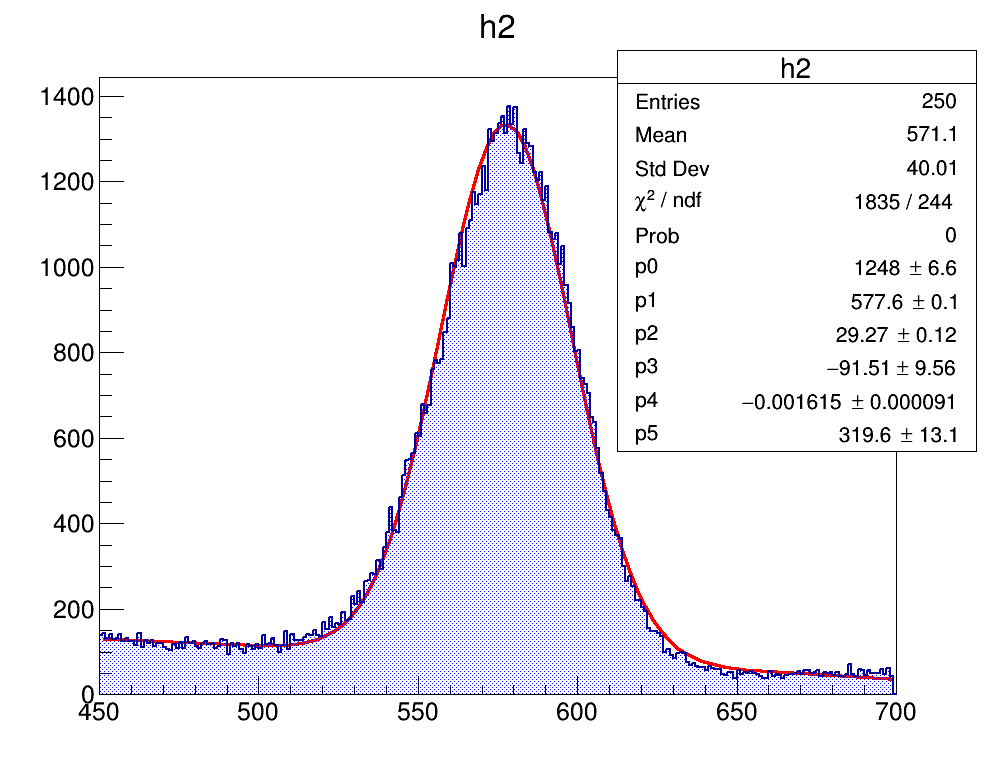 h2
h2
Entries 250
Mean 571.1
Std Dev 40.01
χ² / ndf 1835 / 244
Prob 0
p0 1248 ± 6.6
p1 577.6 ± 0.1
p2 29.27 ± 0.12
p3 −91.51 ± 9.56
p4 −0.001615 ± 0.000091
p5 319.6 ± 13.1
1400
1200
1000
800
600
400
200
0
450 500 550 600 650 700